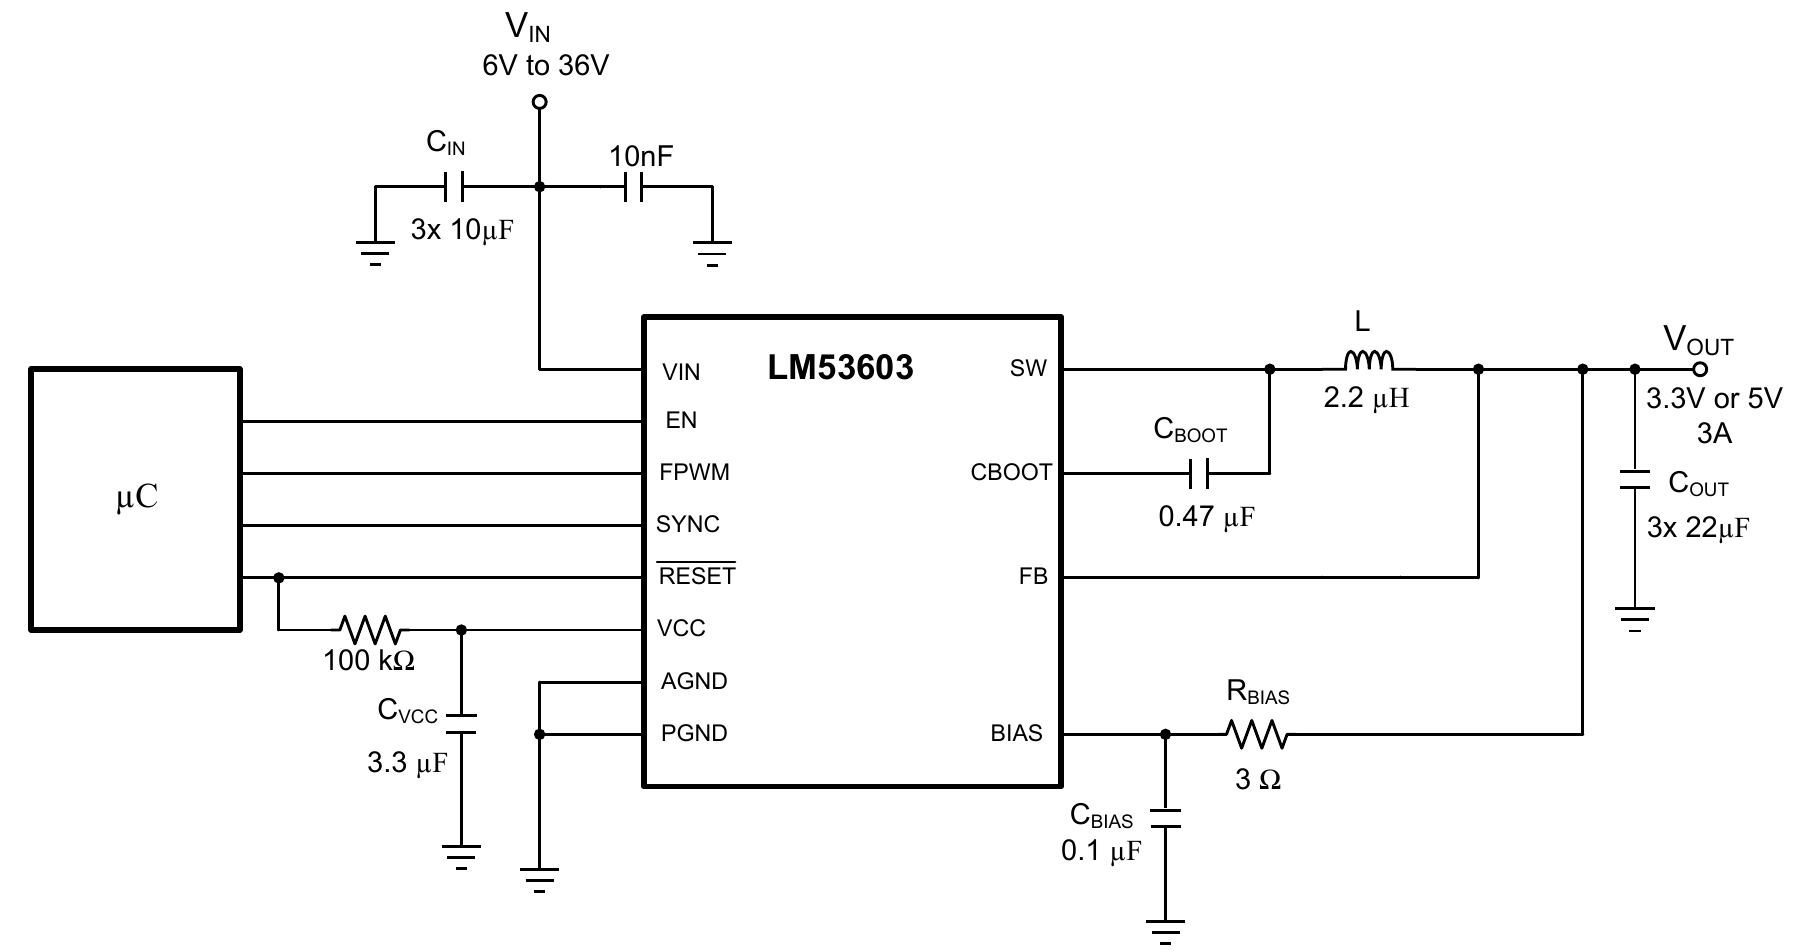 VIN
6V to 36V
CIN
10nF
3x 10µF
LM53603
L
VOUT
VIN
SW
2.2 µH
3.3V or 5V
3A
EN
CBOOT
FPWM
CBOOT
COUT
µC
SYNC
0.47 µF
3x 22µF
RESET
FB
VCC
100 kΩ
AGND
RBIAS
CVCC
PGND
BIAS
3.3 µF
3 Ω
CBIAS
0.1 µF